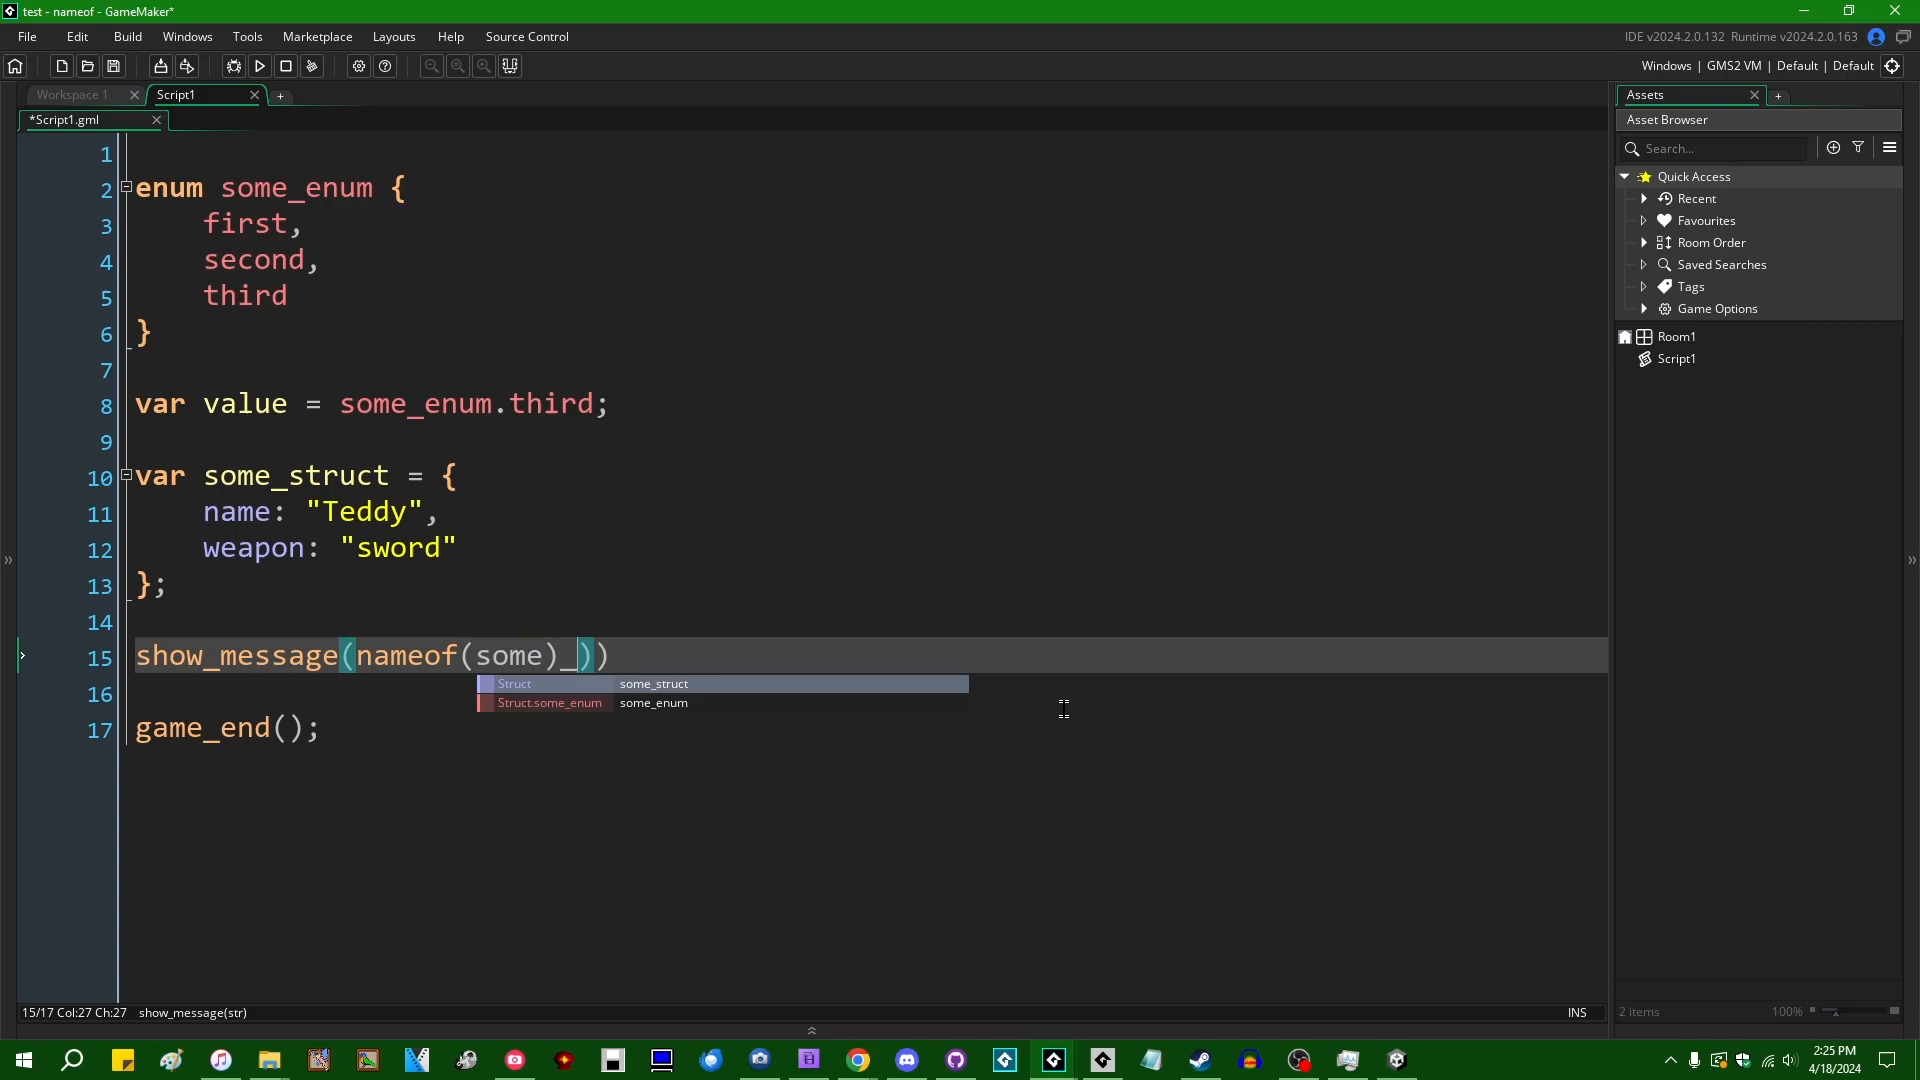 test - nameof - GameMaker*
File Edit Build Windows Tools Marketplace Layouts Help Source Control
IDE v2024.2.0.132 Runtime v2024.2.0.163
Windows | GMS2 VM | Default | Default
Workspace 1
Script1
+
Assets
+
*Script1.gml
Asset Browser
Search...
1
2 enum some_enum {
3 first,
4 second,
5 third
6 }
7
8 var value = some_enum.third;
9
10 var some_struct = {
11 name: "Teddy",
12 weapon: "sword"
13 };
14
15 show_message(nameof(some)_))
Struct some_struct
Struct.some_enum some_enum
16
17 game_end();
Quick Access
Recent
Favourites
Room Order
Saved Searches
Tags
Game Options
Room1
Script1
15/17 Col:27 Ch:27 show_message(str)
INS
2 items
100%
2:25 PM
4/18/2024